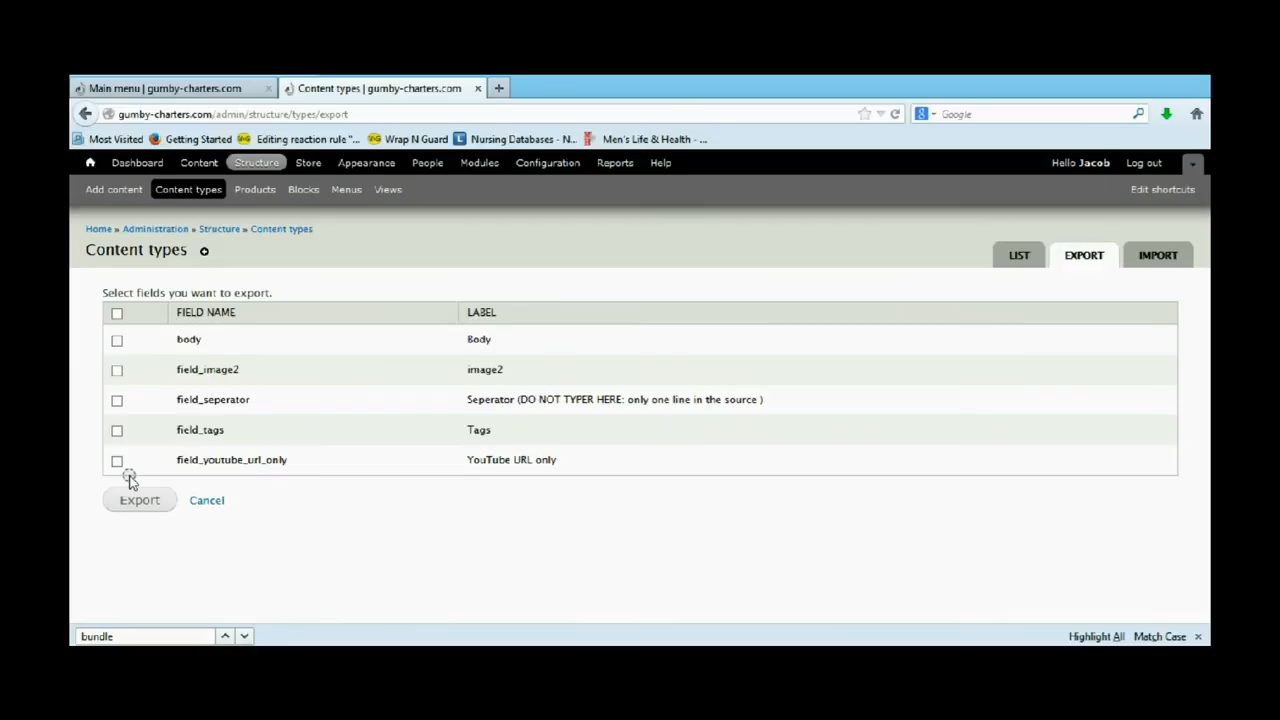 Main menu | gumby-charters.com × Content types | gumby-charters.com × +
gumby-charters.com/admin/structure/types/export Google
Most Visited Getting Started Editing reaction rule "... Wrap N Guard Nursing Databases - N... Men's Life & Health - ...
Dashboard Content Structure Store Appearance People Modules Configuration Reports Help Hello Jacob Log out
Add content Content types Products Blocks Menus Views Edit shortcuts
Home » Administration » Structure » Content types
Content types
LIST EXPORT IMPORT
Select fields you want to export.
FIELD NAME LABEL
body Body
field_image2 image2
field_seperator Seperator (DO NOT TYPER HERE: only one line in the source )
field_tags Tags
field_youtube_url_only YouTube URL only
Export Cancel
bundle Highlight All Match Case ×